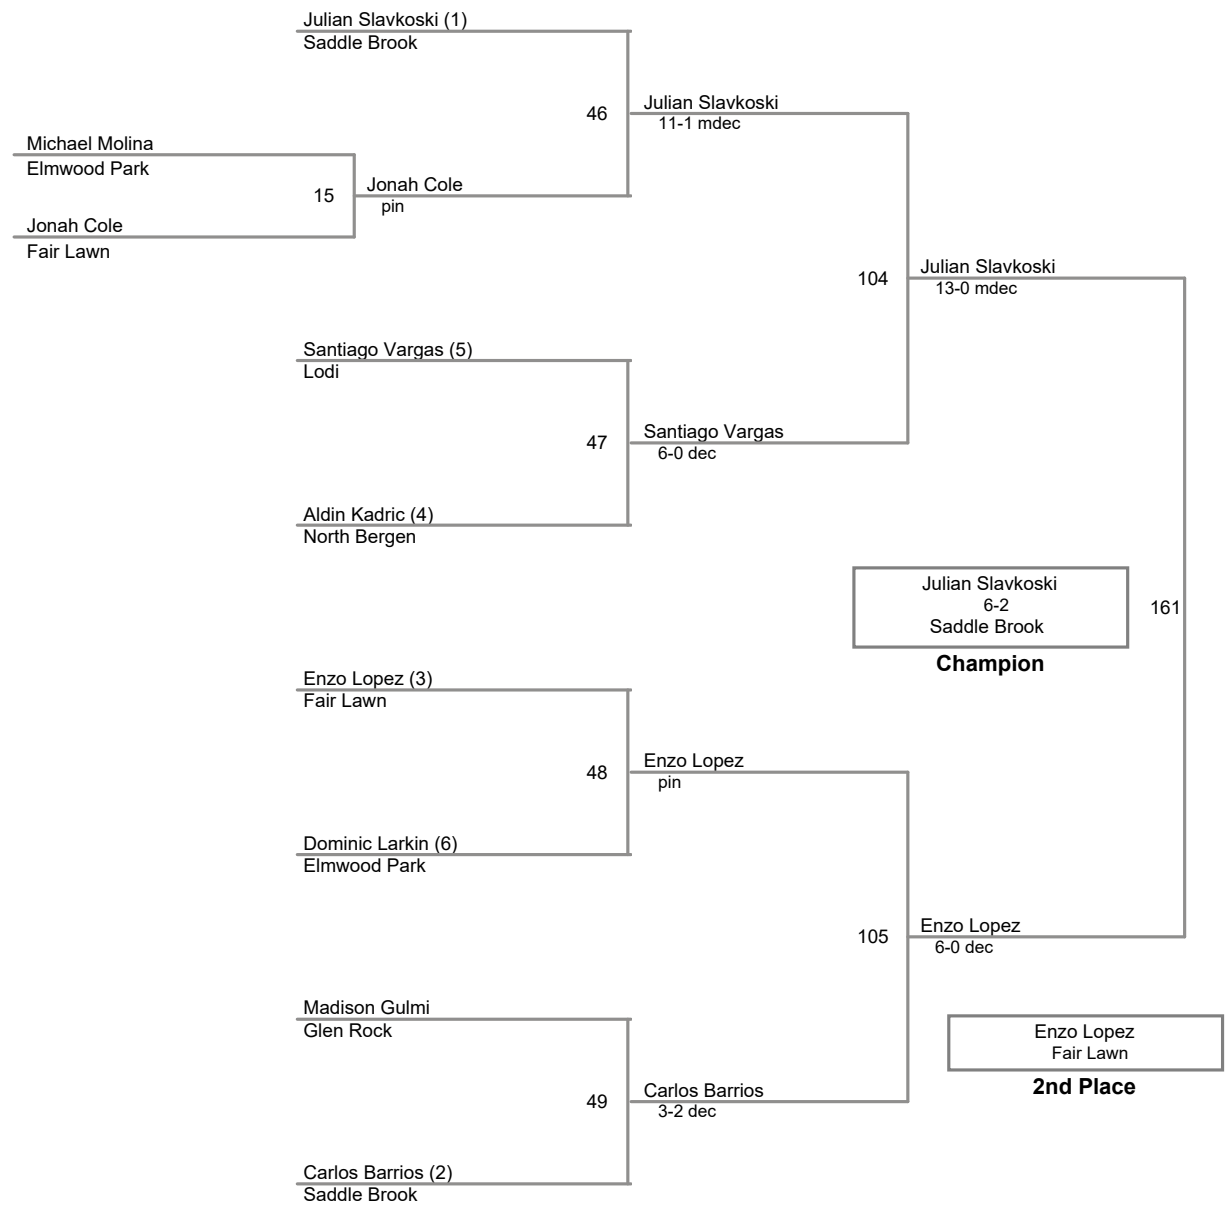 Julian Slavkoski (1)
Saddle Brook
46
Julian Slavkoski
11-1 mdec
Michael Molina
Elmwood Park
15
Jonah Cole
pin
Jonah Cole
Fair Lawn
104
Julian Slavkoski
13-0 mdec
Santiago Vargas (5)
Lodi
47
Santiago Vargas
6-0 dec
Aldin Kadric (4)
North Bergen
Julian Slavkoski
6-2
Saddle Brook
Champion
161
Enzo Lopez (3)
Fair Lawn
48
Enzo Lopez
pin
Dominic Larkin (6)
Elmwood Park
105
Enzo Lopez
6-0 dec
Madison Gulmi
Glen Rock
Enzo Lopez
Fair Lawn
2nd Place
49
Carlos Barrios
3-2 dec
Carlos Barrios (2)
Saddle Brook